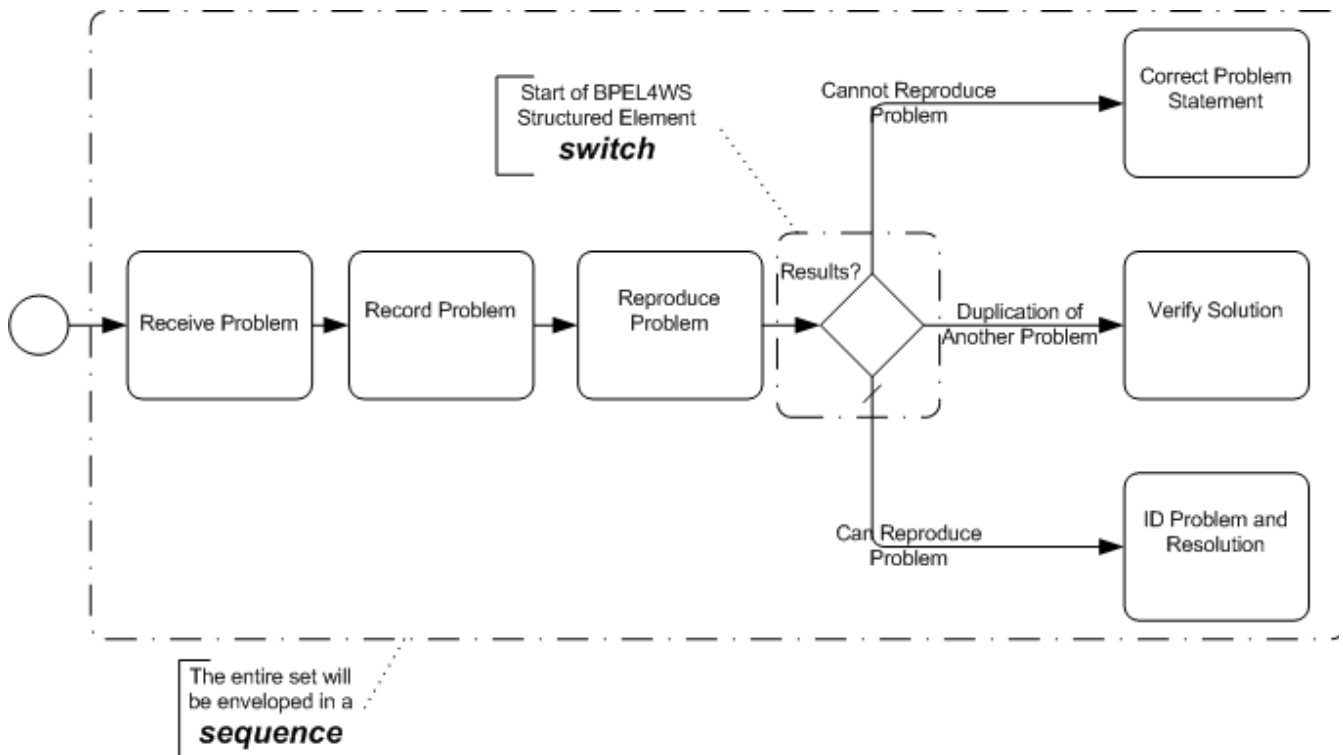 Start of BPEL4WS
Structured Element
switch
Cannot Reproduce
Problem
Correct Problem
Statement
Receive Problem
Record Problem
Reproduce
Problem
Results?
Duplication of
Another Problem
Verify Solution
Can Reproduce
Problem
ID Problem and
Resolution
The entire set will
be enveloped in a
sequence